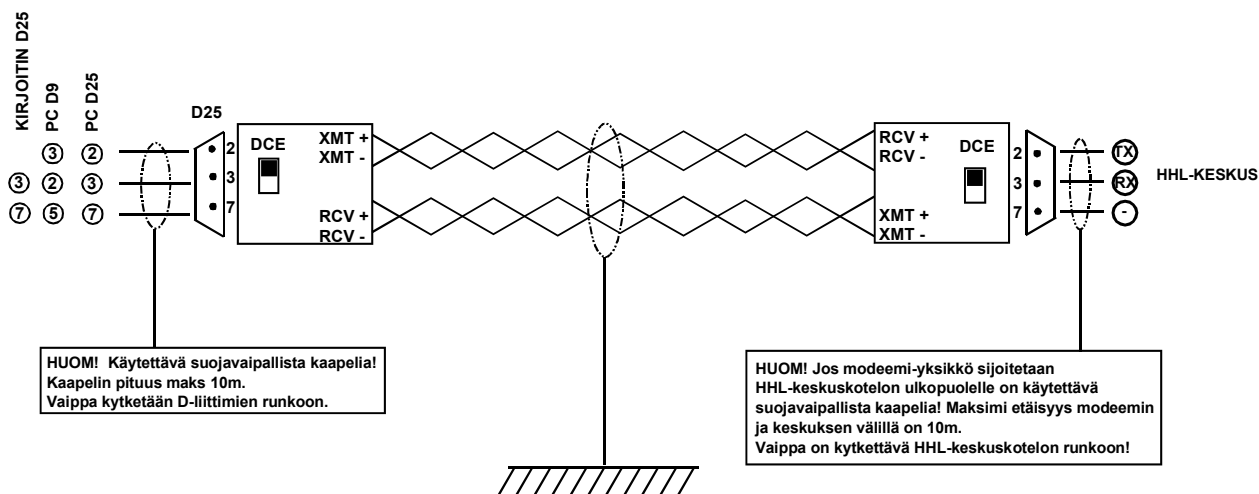 KIRJOITIN D25
PC D9
PC D25
D25
3 2
3 2 3
7 5 7
2
3
7
DCE
XMT +
XMT -
RCV +
RCV -
RCV +
RCV -
XMT +
XMT -
DCE
2
3
7
TX
RX
-
HHL-KESKUS
HUOM! Käytettävä suojavaipallista kaapelia!
Kaapelin pituus maks 10m.
Vaippa kytketään D-liittimien runkoon.
HUOM! Jos modeemi-yksikkö sijoitetaan
HHL-keskuskotelon ulkopuolelle on käytettävä
suojavaipallista kaapelia! Maksimi etäisyys modeemin
ja keskuksen välillä on 10m.
Vaippa on kytkettävä HHL-keskuskotelon runkoon!